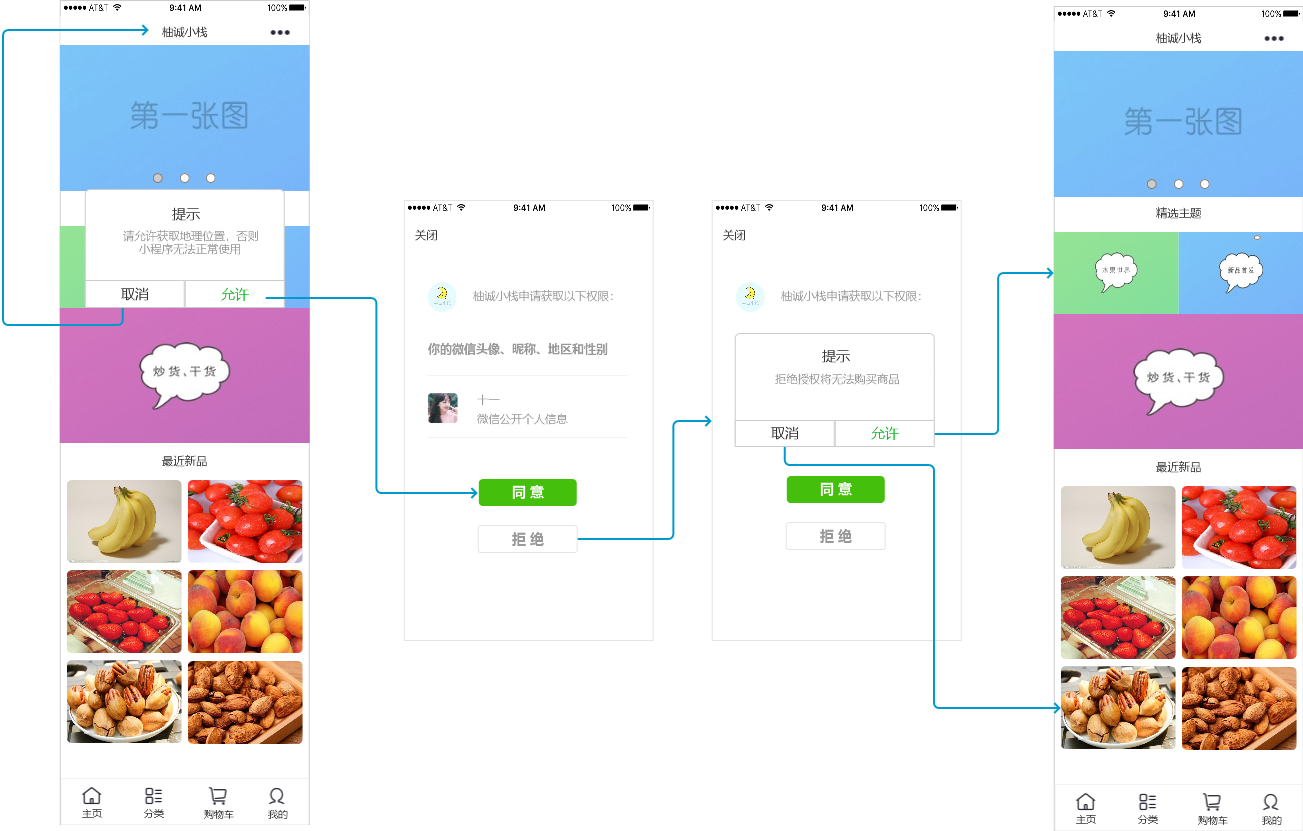 ●●●●● AT&T 9:41 AM 100%
柚诚小栈
第一张图
提示
请允许获取地理位置，否则
小程序无法正常使用
取消
允许
炒货、干货
最近新品
主页
分类
购物车
我的
●●●●● AT&T 9:41 AM 100%
关闭
柚诚小栈申请获取以下权限：
你的微信头像、昵称、地区和性别
十一
微信公开个人信息
同意
拒绝
●●●●● AT&T 9:41 AM 100%
关闭
柚诚小栈申请获取以下权限：
提示
拒绝授权将无法购买商品
取消
允许
同意
拒绝
●●●●● AT&T 9:41 AM 100%
柚诚小栈
第一张图
精选主题
水果世界
新品首发
炒货、干货
最近新品
主页
分类
购物车
我的